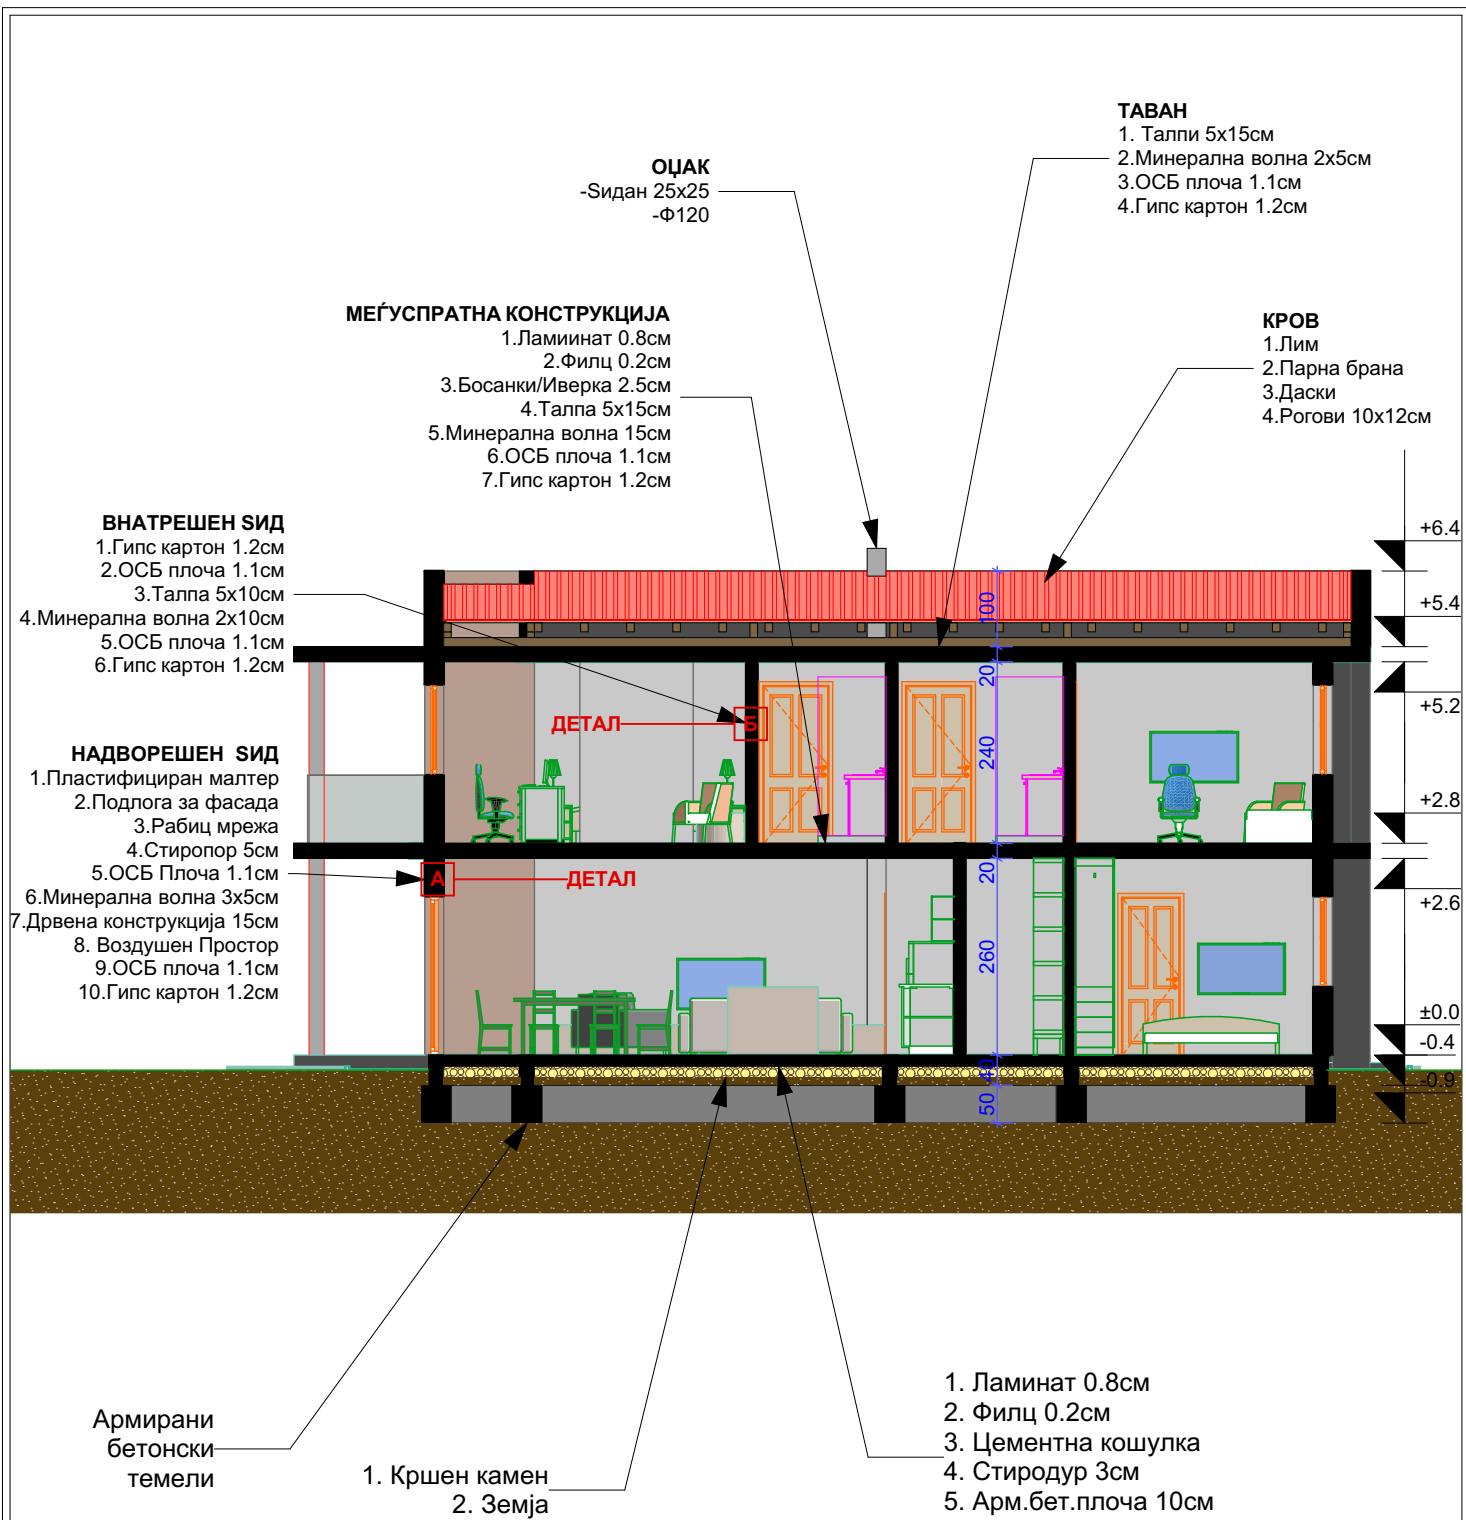 ТАВАН
1. Талпи 5х15см
2.Минерална волна 2х5см
3.ОСБ плоча 1.1см
4.Гипс картон 1.2см
ОЏАК
-Ѕидан 25х25
-Ф120
МЕЃУСПРАТНА КОНСТРУКЦИЈА
1.Ламиинат 0.8см
2.Филц 0.2см
3.Босанки/Иверка 2.5см
4.Талпа 5х15см
5.Минерална волна 15см
6.ОСБ плоча 1.1см
7.Гипс картон 1.2см
КРОВ
1.Лим
2.Парна брана
3.Даски
4.Рогови 10х12см
ВНАТРЕШЕН ЅИД
1.Гипс картон 1.2см
2.ОСБ плоча 1.1см
3.Талпа 5х10см
4.Минерална волна 2х10см
5.ОСБ плоча 1.1см
6.Гипс картон 1.2см
НАДВОРЕШЕН ЅИД
1.Пластифициран малтер
2.Подлога за фасада
3.Рабиц мрежа
4.Стиропор 5см
5.ОСБ Плоча 1.1см
6.Минерална волна 3х5см
7.Дрвена конструкција 15см
8. Воздушен Простор
9.ОСБ плоча 1.1см
10.Гипс картон 1.2см
ДЕТАЛ
Б
А
ДЕТАЛ
100
20
240
20
260
40
50
+6.4
+5.4
+5.2
+2.8
+2.6
±0.0
-0.4
-0.9
Армирани
бетонски
темели
1. Кршен камен
2. Земја
1. Ламинат 0.8см
2. Филц 0.2см
3. Цементна кошулка
4. Стиродур 3см
5. Арм.бет.плоча 10см